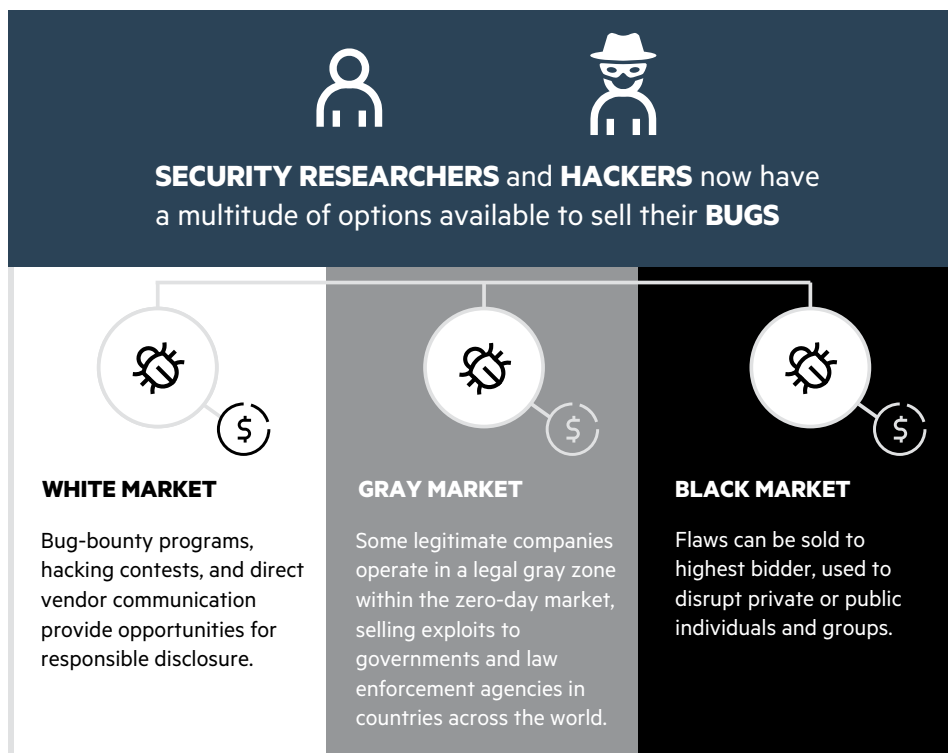 SECURITY RESEARCHERS and HACKERS now have
a multitude of options available to sell their BUGS
$
$
$
WHITE MARKET
Bug-bounty programs,
hacking contests, and direct
vendor communication
provide opportunities for
responsible disclosure.
GRAY MARKET
Some legitimate companies
operate in a legal gray zone
within the zero-day market,
selling exploits to
governments and law
enforcement agencies in
countries across the world.
BLACK MARKET
Flaws can be sold to
highest bidder, used to
disrupt private or public
individuals and groups.